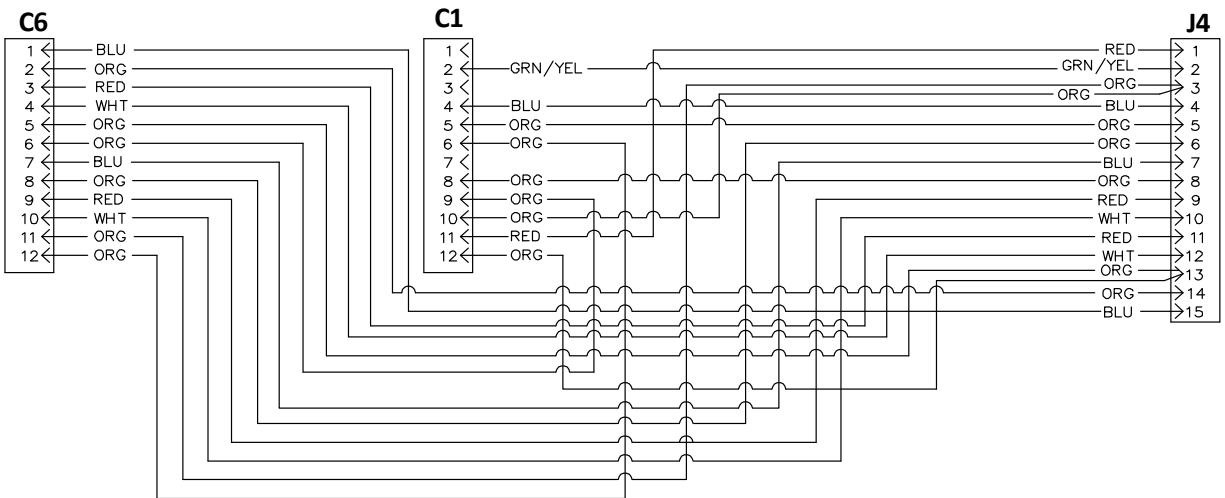 C6 C1 J4
1 BLU 1 RED 1
2 ORG 2 GRN/YEL GRN/YEL 2
3 RED 3 ORG 3
ORG
4 WHT 4 BLU BLU 4
5 ORG 5 ORG ORG 5
6 ORG 6 ORG ORG 6
7 BLU 7 BLU 7
8 ORG 8 ORG ORG 8
9 RED 9 ORG RED 9
10 WHT 10 ORG WHT 10
11 ORG 11 RED RED 11
12 ORG 12 ORG WHT 12
ORG 13
ORG 14
BLU 15